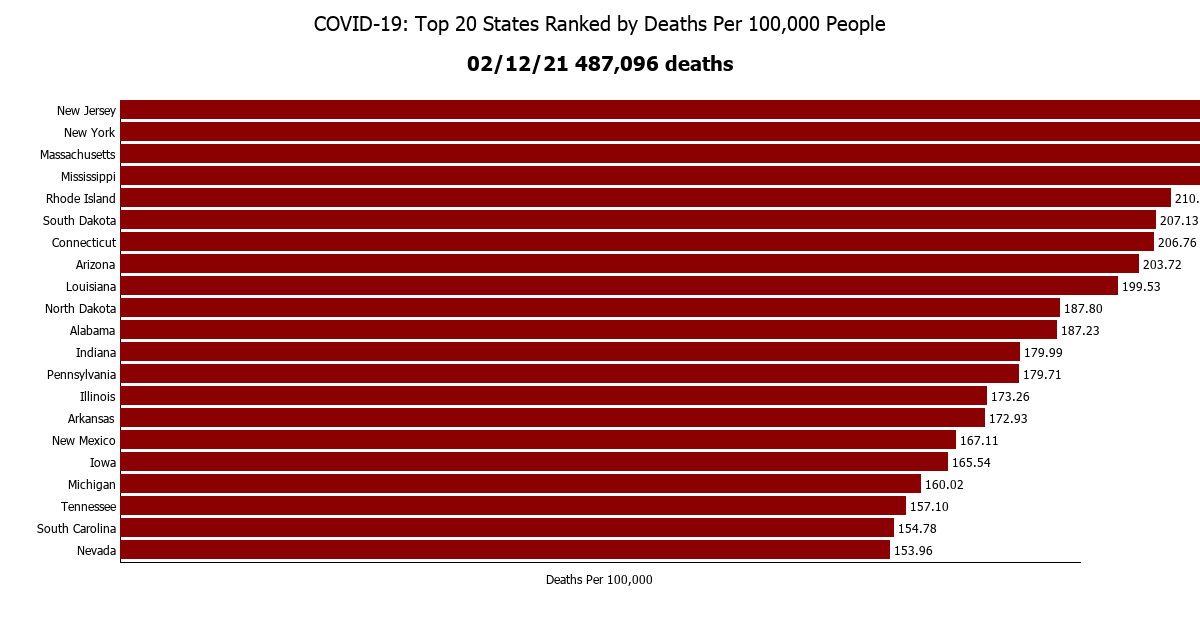 COVID-19: Top 20 States Ranked by Deaths Per 100,000 People
02/12/21 487,096 deaths
New Jersey
New York
Massachusetts
Mississippi
Rhode Island 210.
South Dakota 207.13
Connecticut 206.76
Arizona 203.72
Louisiana 199.53
North Dakota 187.80
Alabama 187.23
Indiana 179.99
Pennsylvania 179.71
Illinois 173.26
Arkansas 172.93
New Mexico 167.11
Iowa 165.54
Michigan 160.02
Tennessee 157.10
South Carolina 154.78
Nevada 153.96
Deaths Per 100,000